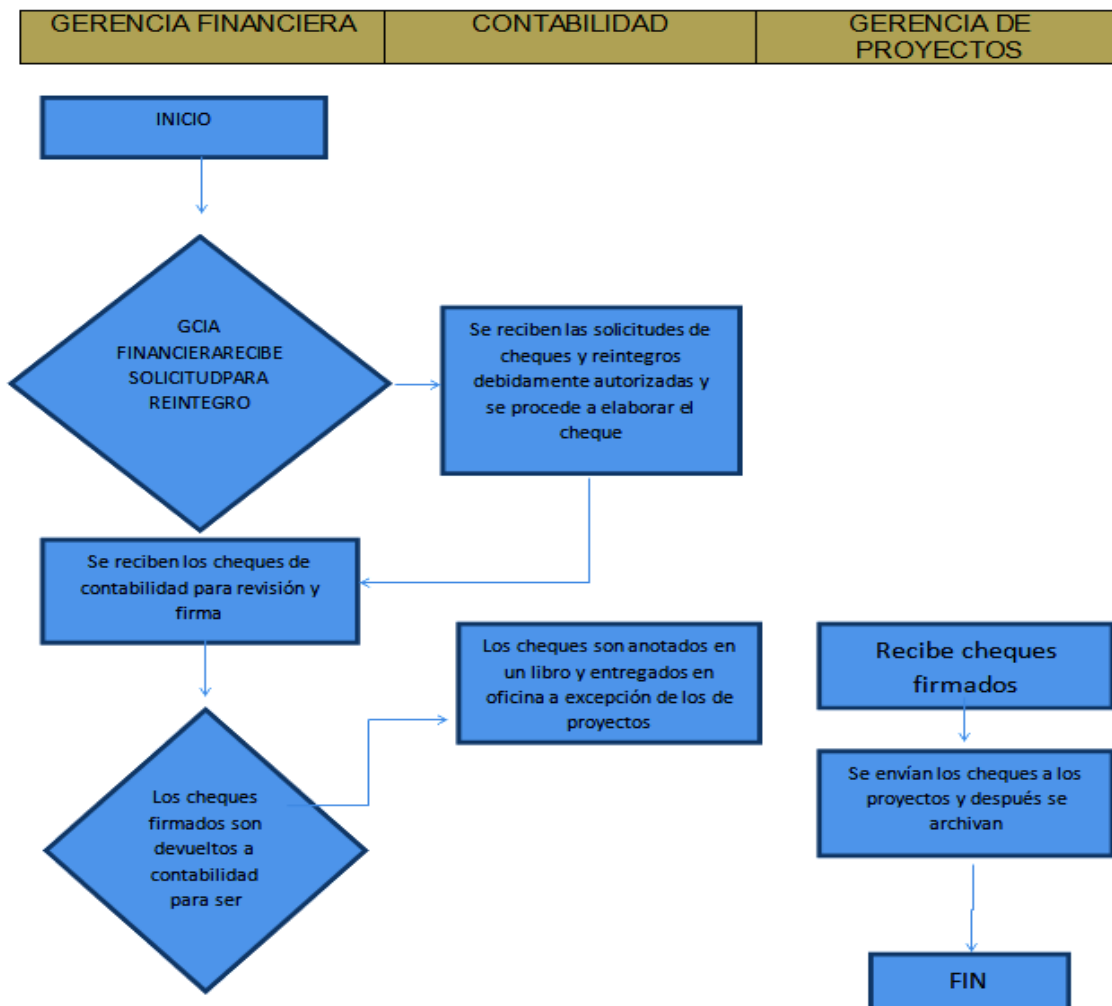 GERENCIA FINANCIERA
CONTABILIDAD
GERENCIA DE
PROYECTOS
INICIO
GCIA
FINANCIERARECIBE
SOLICITUDPARA
REINTEGRO
Se reciben las solicitudes de
cheques y reintegros
debidamente autorizadas y
se procede a elaborar el
cheque
Se reciben los cheques de
contabilidad para revisión y
firma
Los cheques son anotados en
un libro y entregados en
oficina a excepción de los de
proyectos
Recibe cheques
firmados
Se envían los cheques a los
proyectos y después se
archivan
Los cheques
firmados son
devueltos a
contabilidad
para ser
FIN